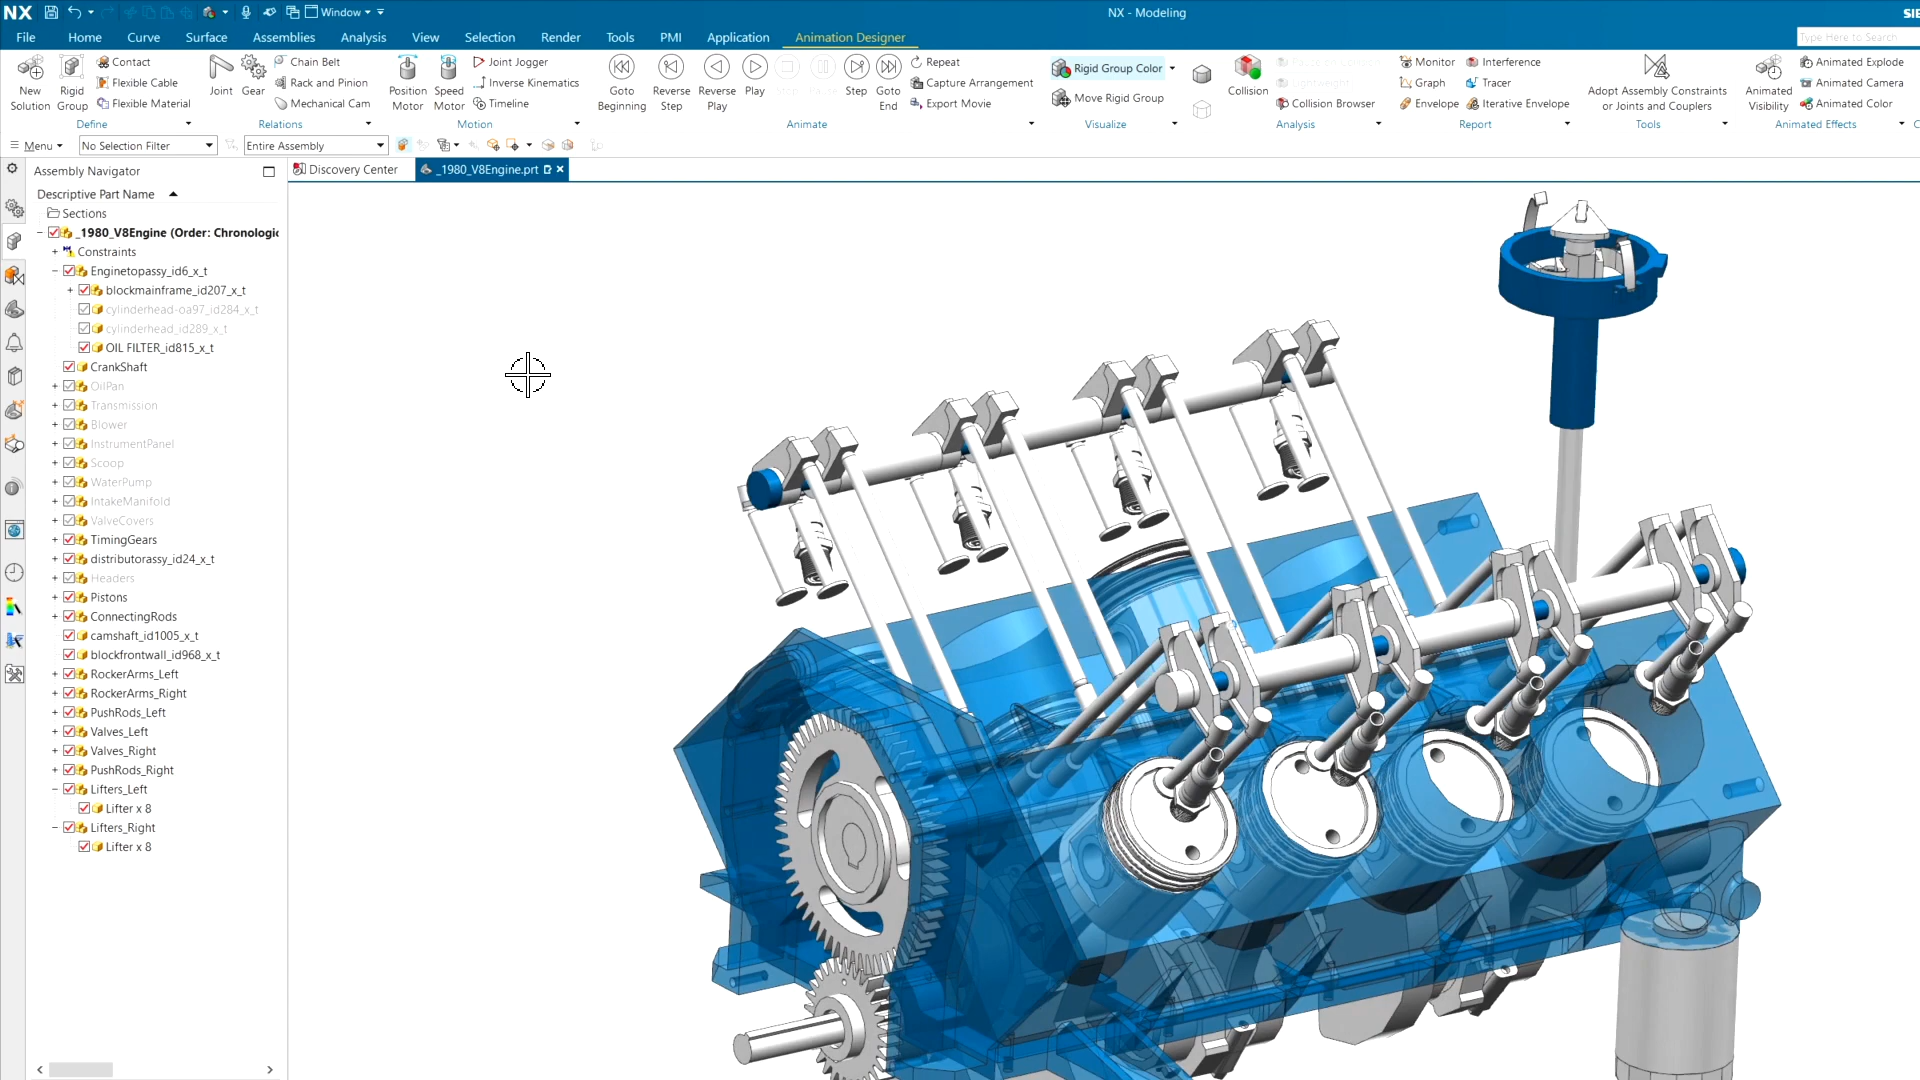 NX
Window
NX - Modeling
SIE
File Home Curve Surface Assemblies Analysis View Selection Render Tools PMI Application Animation Designer
Type Here to Search
New Solution
Rigid Group
Contact
Flexible Cable
Flexible Material
Define
Joint
Gear
Chain Belt
Rack and Pinion
Mechanical Cam
Relations
Position Motor
Speed Motor
Joint Jogger
Inverse Kinematics
Timeline
Motion
Goto Beginning
Reverse Step
Reverse Play
Play
Stop
Pause
Step
Goto End
Repeat
Capture Arrangement
Export Movie
Animate
Rigid Group Color
Move Rigid Group
Visualize
Collision
Pause on Collision
Lightweight
Collision Browser
Analysis
Monitor
Graph
Envelope
Interference
Tracer
Iterative Envelope
Report
Adopt Assembly Constraints
or Joints and Couplers
Tools
Animated Visibility
Animated Explode
Animated Camera
Animated Color
Animated Effects
Menu
No Selection Filter
Entire Assembly
Assembly Navigator
Discovery Center
_1980_V8Engine.prt
Descriptive Part Name
Sections
_1980_V8Engine (Order: Chronologic
Constraints
Enginetopassy_id6_x_t
blockmainframe_id207_x_t
cylinderhead-oa97_id284_x_t
cylinderhead_id289_x_t
OIL FILTER_id815_x_t
CrankShaft
OilPan
Transmission
Blower
InstrumentPanel
Scoop
WaterPump
IntakeManifold
ValveCovers
TimingGears
distributorassy_id24_x_t
Headers
Pistons
ConnectingRods
camshaft_id1005_x_t
blockfrontwall_id968_x_t
RockerArms_Left
RockerArms_Right
PushRods_Left
Valves_Left
Valves_Right
PushRods_Right
Lifters_Left
Lifter x 8
Lifters_Right
Lifter x 8